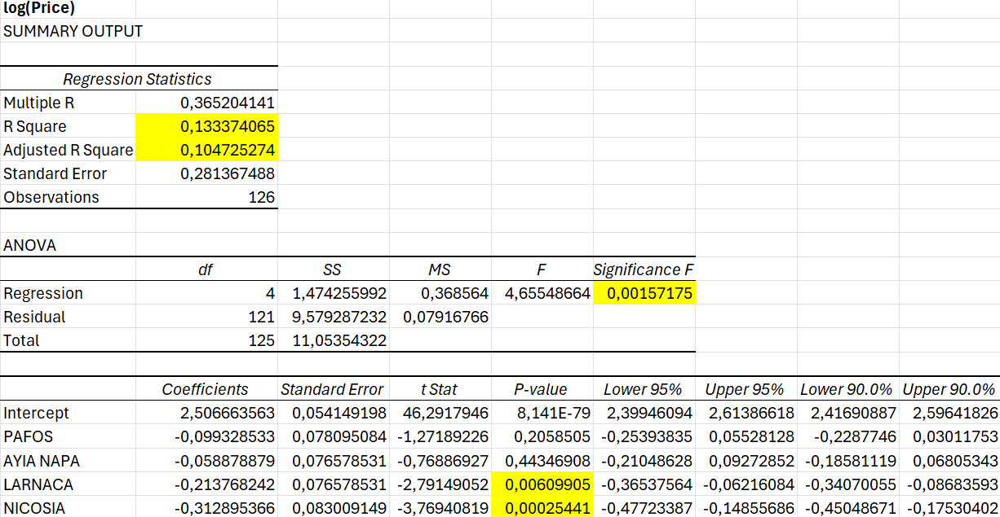 log(Price)
SUMMARY OUTPUT
Regression Statistics
Multiple R 0,365204141
R Square 0,133374065
Adjusted R Square 0,104725274
Standard Error 0,281367488
Observations 126
ANOVA
df SS MS F Significance F
Regression 4 1,474255992 0,368564 4,65548664 0,00157175
Residual 121 9,579287232 0,07916766
Total 125 11,05354322
Coefficients Standard Error t Stat P-value Lower 95% Upper 95% Lower 90.0% Upper 90.0%
Intercept 2,506663563 0,054149198 46,2917946 8,141E-79 2,39946094 2,61386618 2,41690887 2,59641826
PAFOS -0,099328533 0,078095084 -1,27189226 0,2058505 -0,25393835 0,05528128 -0,2287746 0,03011753
AYIA NAPA -0,058878879 0,076578531 -0,76886927 0,44346908 -0,21048628 0,09272852 -0,18581119 0,06805343
LARNACA -0,213768242 0,076578531 -2,79149052 0,00609905 -0,36537564 -0,06216084 -0,34070055 -0,08683593
NICOSIA -0,312895366 0,083009149 -3,76940819 0,00025441 -0,47723387 -0,14855686 -0,45048671 -0,17530402